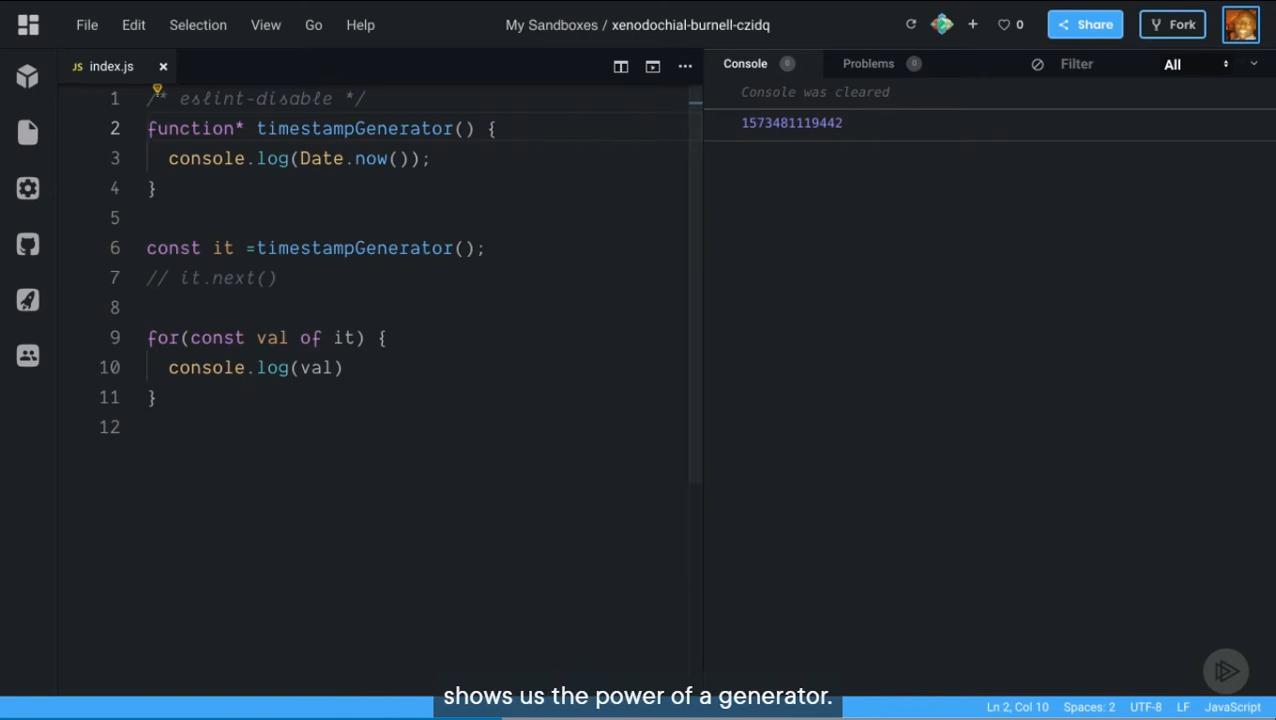 File Edit Selection View Go Help My Sandboxes / xenodochial-burnell-czidq 0 Share Fork
JS index.js × ... Console 0 Problems 0 Filter All
1 /* eslint-disable */
2 function* timestampGenerator() {
3 console.log(Date.now());
4 }
5
6 const it =timestampGenerator();
7 // it.next()
8
9 for(const val of it) {
10 console.log(val)
11 }
12
Console was cleared
1573481119442
shows us the power of a generator.
Ln 2, Col 10 Spaces: 2 UTF-8 LF JavaScript